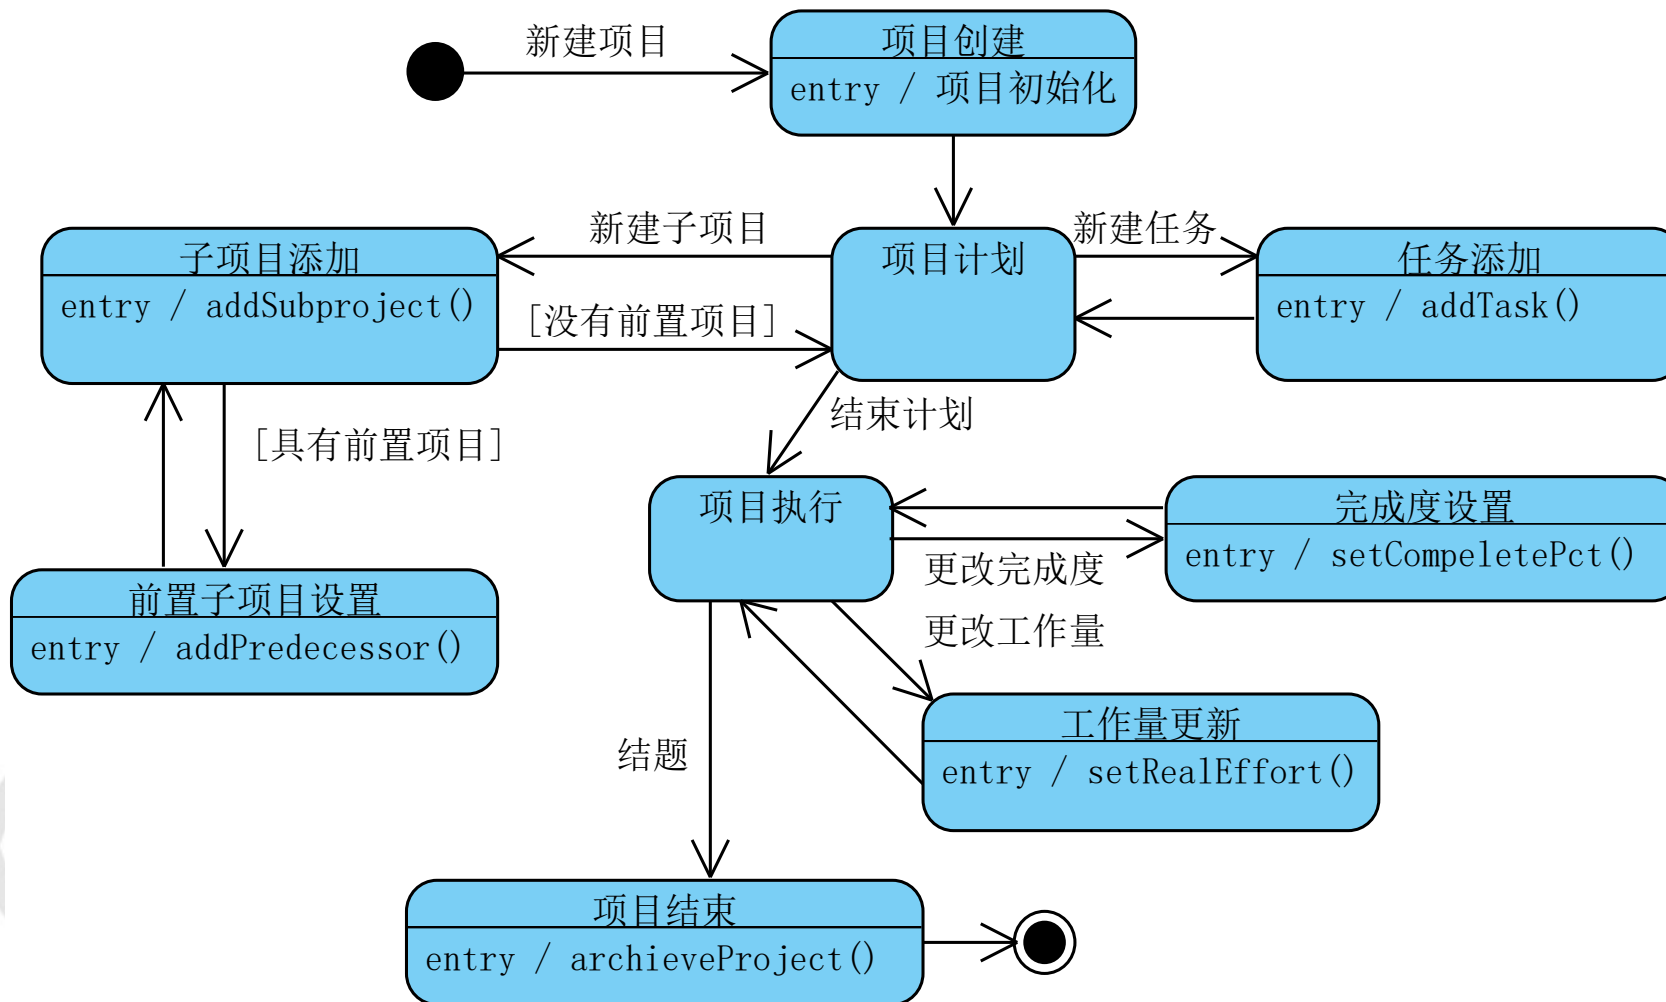 新建项目
项目创建
entry / 项目初始化
新建子项目
新建任务
子项目添加
entry / addSubproject()
项目计划
任务添加
entry / addTask()
[没有前置项目]
结束计划
[具有前置项目]
项目执行
完成度设置
entry / setCompeletePct()
更改完成度
前置子项目设置
entry / addPredecessor()
更改工作量
工作量更新
entry / setRealEffort()
结题
项目结束
entry / archieveProject()